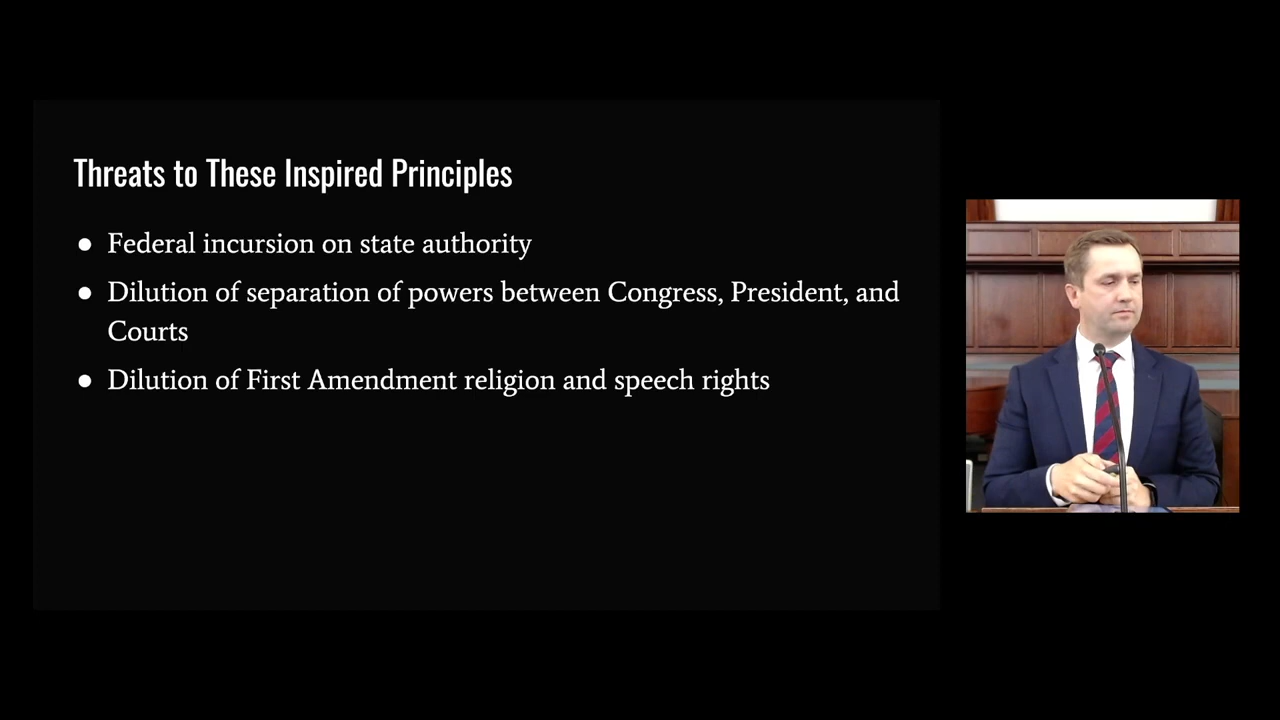 Threats to These Inspired Principles
● Federal incursion on state authority
● Dilution of separation of powers between Congress, President, and
Courts
● Dilution of First Amendment religion and speech rights